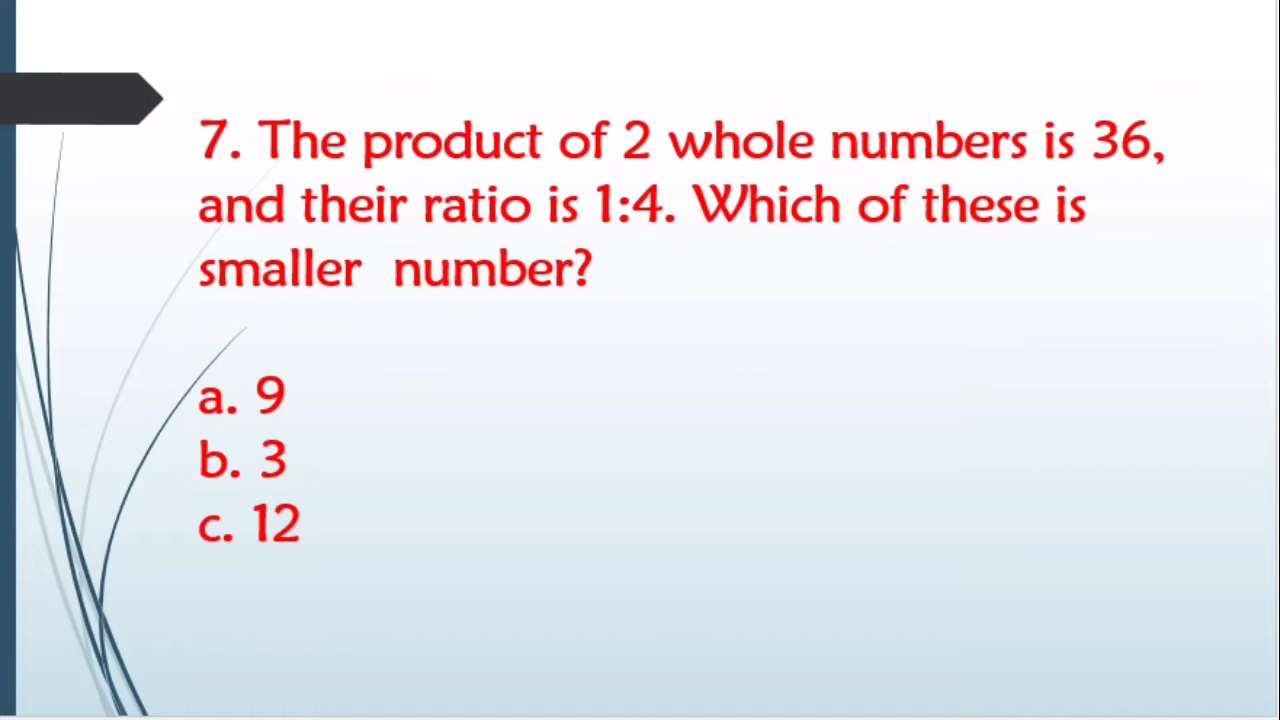 7. The product of 2 whole numbers is 36,
and their ratio is 1:4. Which of these is
smaller number?
a. 9
b. 3
c. 12